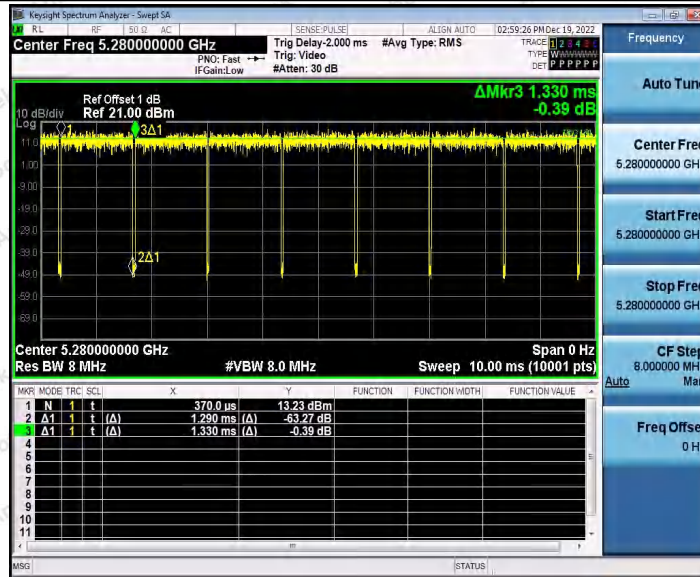 Keysight Spectrum Analyzer - Swept SA
RL RF 50 Ω AC SENSE:PULSE ALIGN AUTO 02:59:26 PM Dec 19, 2022
Center Freq 5.280000000 GHz
PNO: Fast
IFGain:Low
Trig Delay-2.000 ms
Trig: Video
#Atten: 30 dB
#Avg Type: RMS
TRACE 1 2 3 4 5 6
TYPE WWWWWW
DET P P P P P P
Frequency
Auto Tune
ΔMkr3 1.330 ms
-0.39 dB
Ref Offset 1 dB
10 dB/div Ref 21.00 dBm
Log
1
3Δ1
11.0
1.00
-9.00
-19.0
-29.0
-39.0
2Δ1
-49.0
-59.0
-69.0
Center Freq
5.280000000 GH
Start Freq
5.280000000 GH
Stop Freq
5.280000000 GH
CF Step
8.000000 MH
Auto Man
Freq Offset
0 H
Center 5.280000000 GHz Span 0 Hz
Res BW 8 MHz #VBW 8.0 MHz Sweep 10.00 ms (10001 pts)
MKR MODE TRC SCL X Y FUNCTION FUNCTION WIDTH FUNCTION VALUE
1 N 1 t 370.0 µs 13.23 dBm
2 Δ1 1 t (Δ) 1.290 ms (Δ) -63.27 dB
3 Δ1 1 t (Δ) 1.330 ms (Δ) -0.39 dB
4
5
6
7
8
9
10
11
MSG STATUS